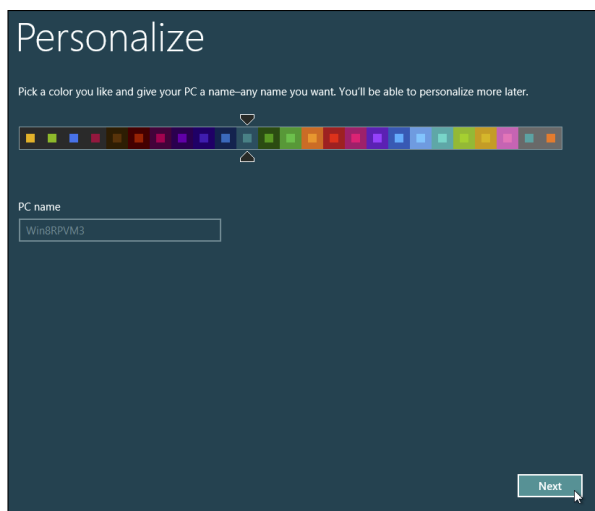 Personalize
Pick a color you like and give your PC a name–any name you want. You'll be able to personalize more later.
PC name
Win8RPVM3
Next